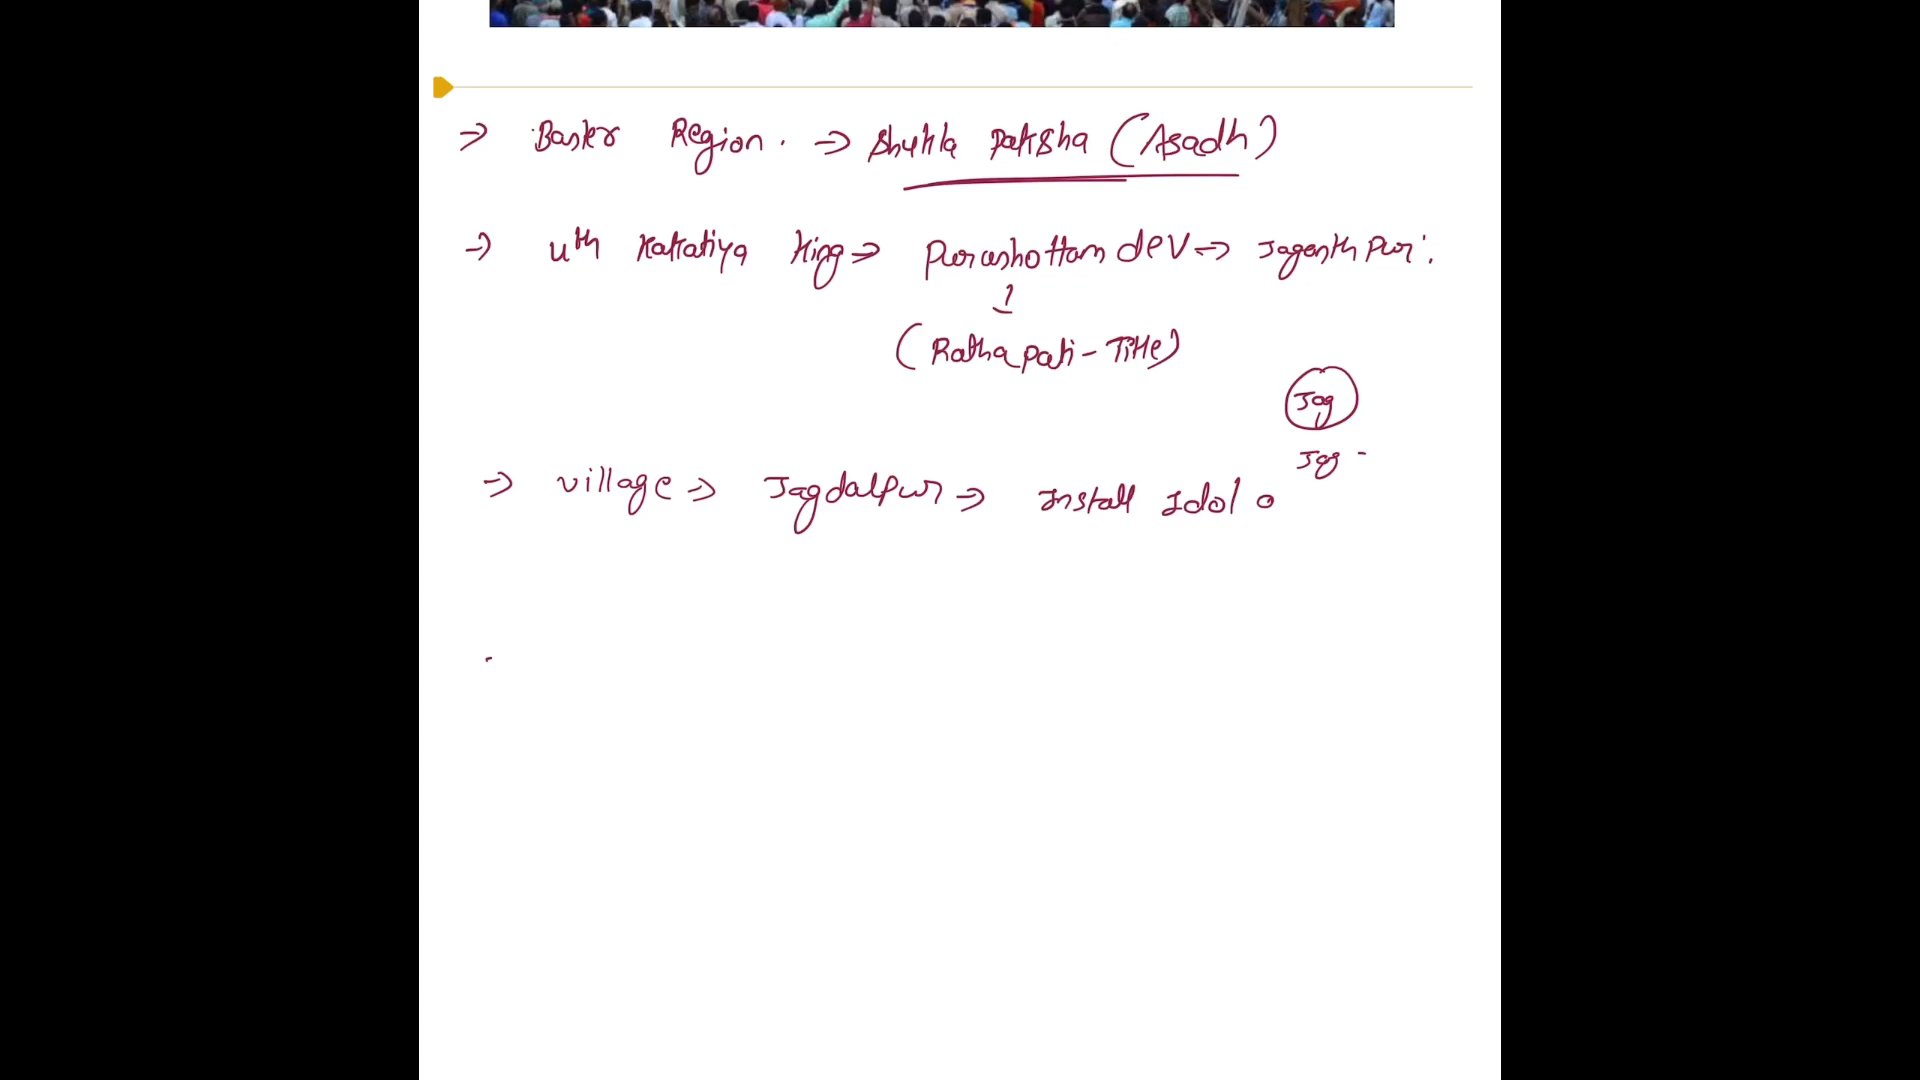 → Baster Region. → Shukla Paksha (Asadh)
→ 4th Kakatiya King → Purushottam dev → Jaganth Puri.
(Rathapati - Title)
Jag
Jag -
→ village → Jagdalpur → Install Idol o